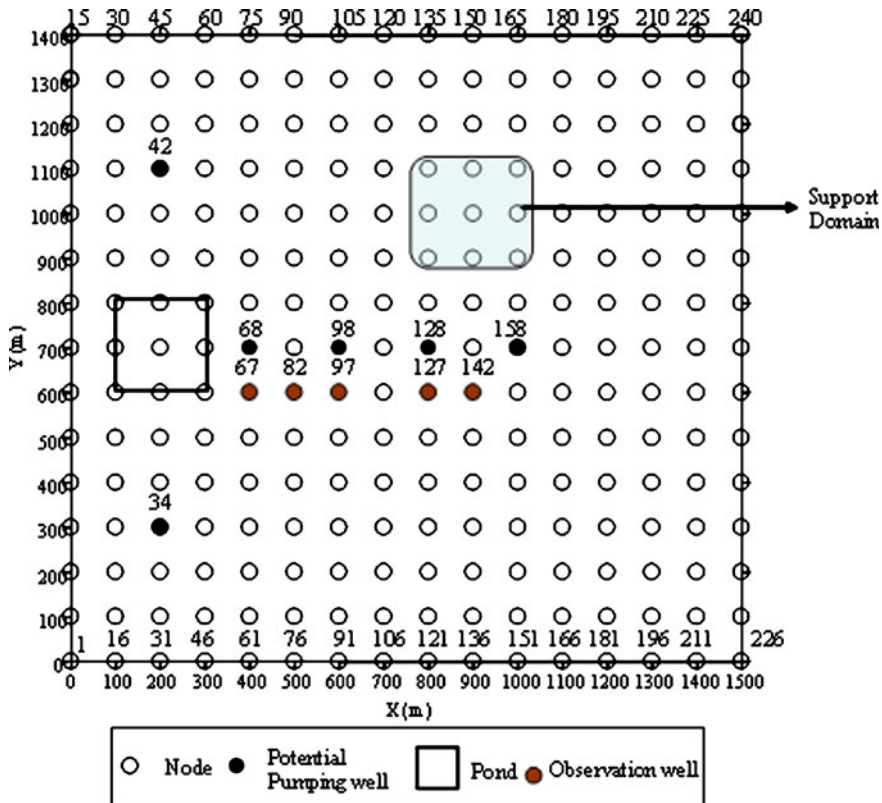 15 30 45 60 75 90 105 120 135 150 165 180 195 210 225 240
1400
1300
1200
42
1100
1000
Support
Domain
900
800
68 98 128 158
700
Y(m)
67 82 97 127 142
600
500
400
34
300
200
100
1 16 31 46 61 76 91 106 121 136 151 166 181 196 211 226
0
0 100 200 300 400 500 600 700 800 900 1000 1100 1200 1300 1400 1500
X(m)
Node Potential Pond Observation well
Pumping well